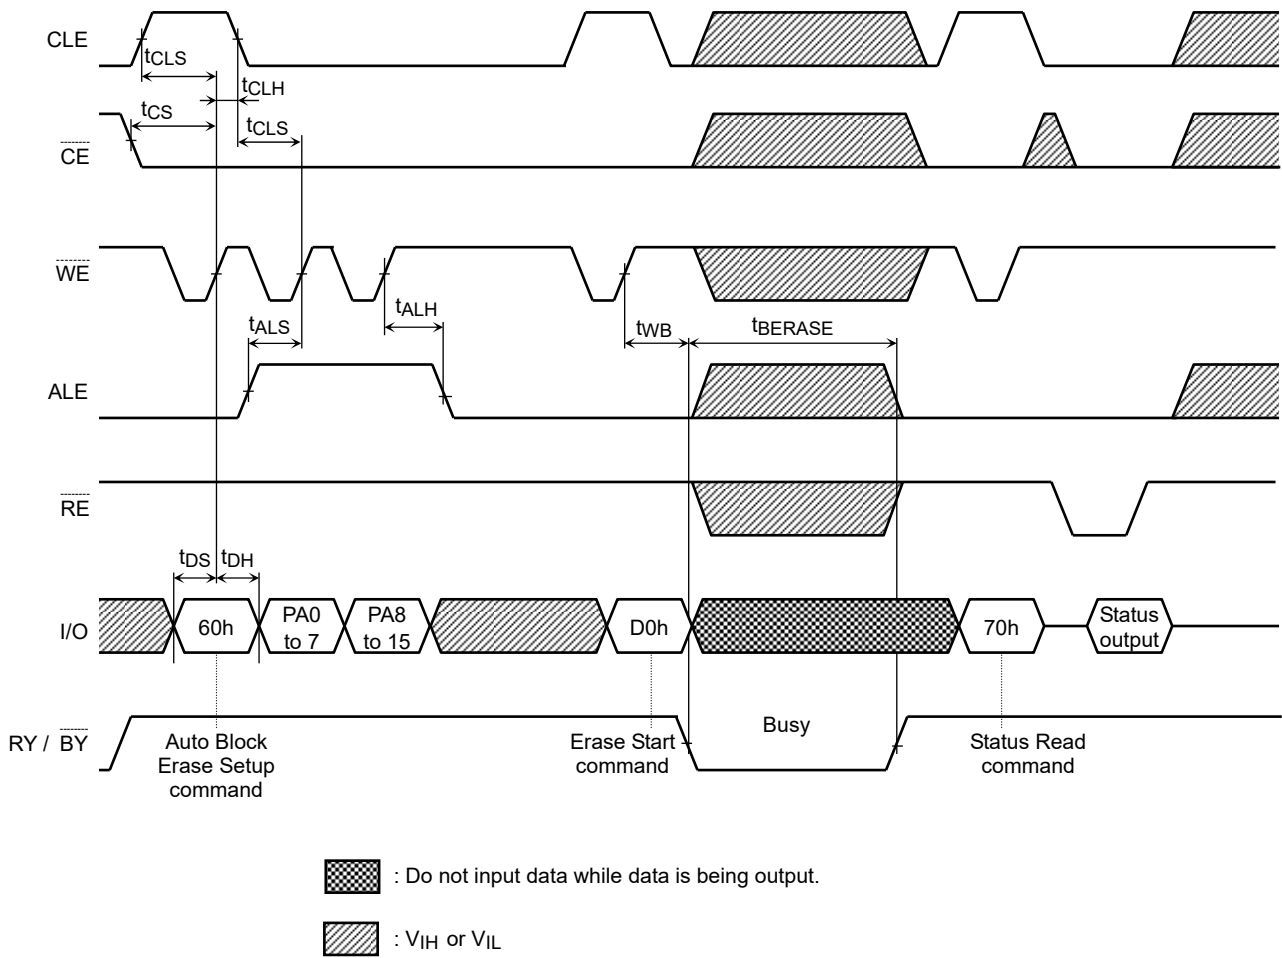 CLE
tCLS
tCLH
tCS
tCLS
CE
WE
tALH
tALS
tWB
tBERASE
ALE
RE
tDS
tDH
I/O
60h
PA0
to 7
PA8
to 15
D0h
70h
Status
output
RY / BY
Busy
Auto Block
Erase Setup
command
Erase Start
command
Status Read
command
: Do not input data while data is being output.
: VIH or VIL